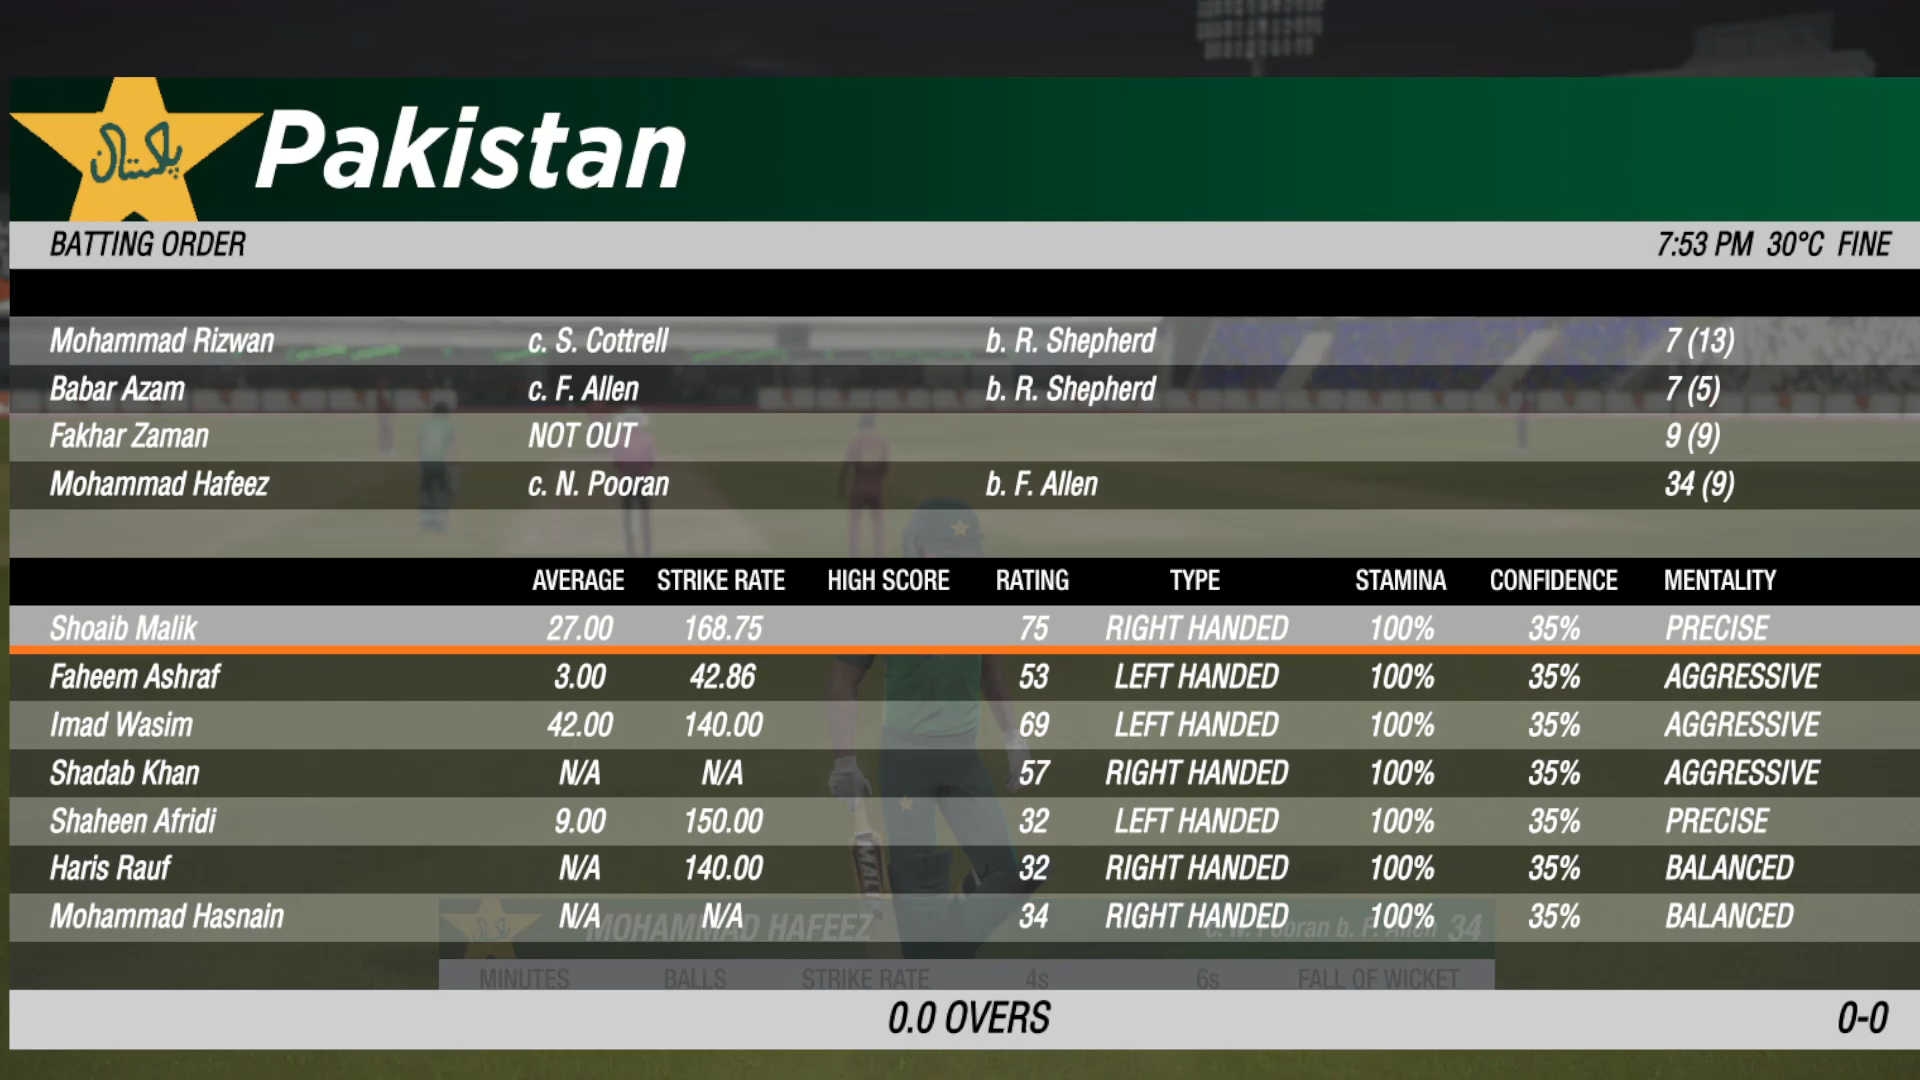 پاکستان
Pakistan
BATTING ORDER 7:53 PM 30°C FINE
Mohammad Rizwan c. S. Cottrell b. R. Shepherd 7 (13)
Babar Azam c. F. Allen b. R. Shepherd 7 (5)
Fakhar Zaman NOT OUT 9 (9)
Mohammad Hafeez c. N. Pooran b. F. Allen 34 (9)
AVERAGE STRIKE RATE HIGH SCORE RATING TYPE STAMINA CONFIDENCE MENTALITY
Shoaib Malik 27.00 168.75 75 RIGHT HANDED 100% 35% PRECISE
Faheem Ashraf 3.00 42.86 53 LEFT HANDED 100% 35% AGGRESSIVE
Imad Wasim 42.00 140.00 69 LEFT HANDED 100% 35% AGGRESSIVE
Shadab Khan N/A N/A 57 RIGHT HANDED 100% 35% AGGRESSIVE
Shaheen Afridi 9.00 150.00 32 LEFT HANDED 100% 35% PRECISE
Haris Rauf N/A 140.00 32 RIGHT HANDED 100% 35% BALANCED
Mohammad Hasnain N/A N/A 34 RIGHT HANDED 100% 35% BALANCED
MALIK
MOHAMMAD HAFEEZ c. N. Pooran b. F. Allen 34
MINUTES BALLS STRIKE RATE 4s 6s FALL OF WICKET
0.0 OVERS 0-0